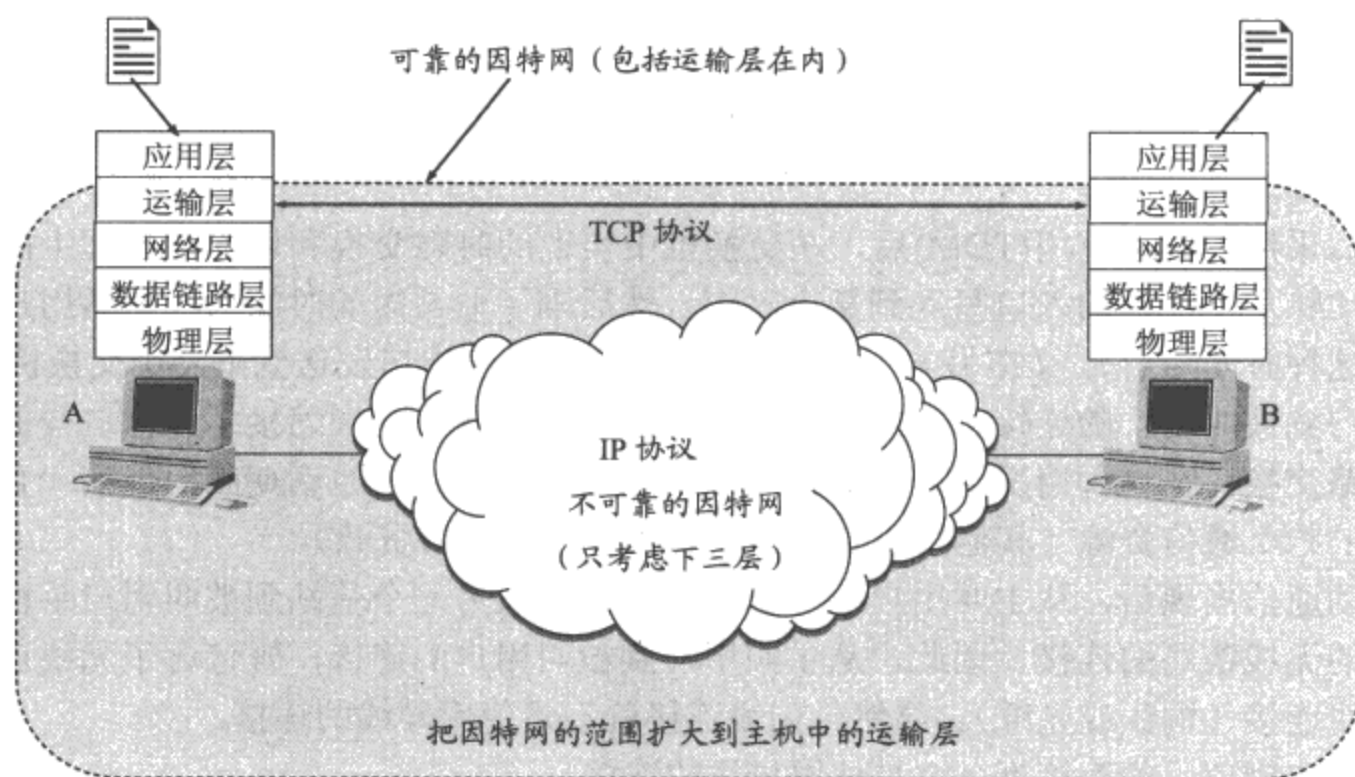 可靠的因特网（包括运输层在内）
应用层
运输层
网络层
数据链路层
物理层
A
TCP 协议
IP 协议
不可靠的因特网
（只考虑下三层）
应用层
运输层
网络层
数据链路层
物理层
B
把因特网的范围扩大到主机中的运输层